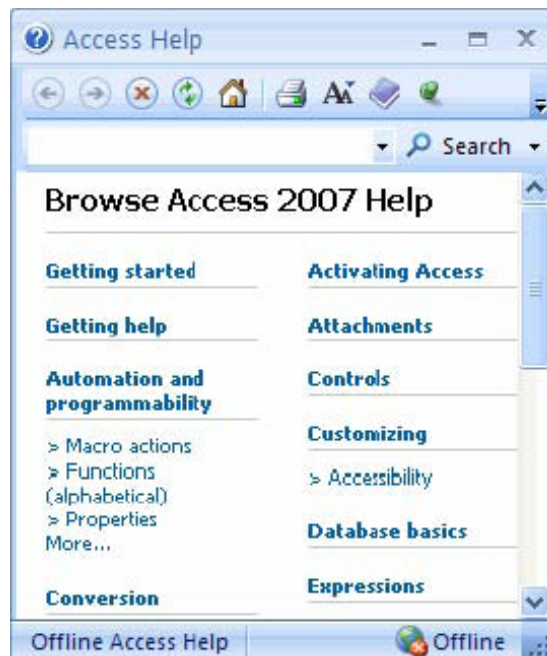 Access Help
Search
Browse Access 2007 Help
Getting started
Getting help
Automation and
programmability
> Macro actions
> Functions
(alphabetical)
> Properties
More...
Conversion
Activating Access
Attachments
Controls
Customizing
> Accessibility
Database basics
Expressions
Offline Access Help
Offline